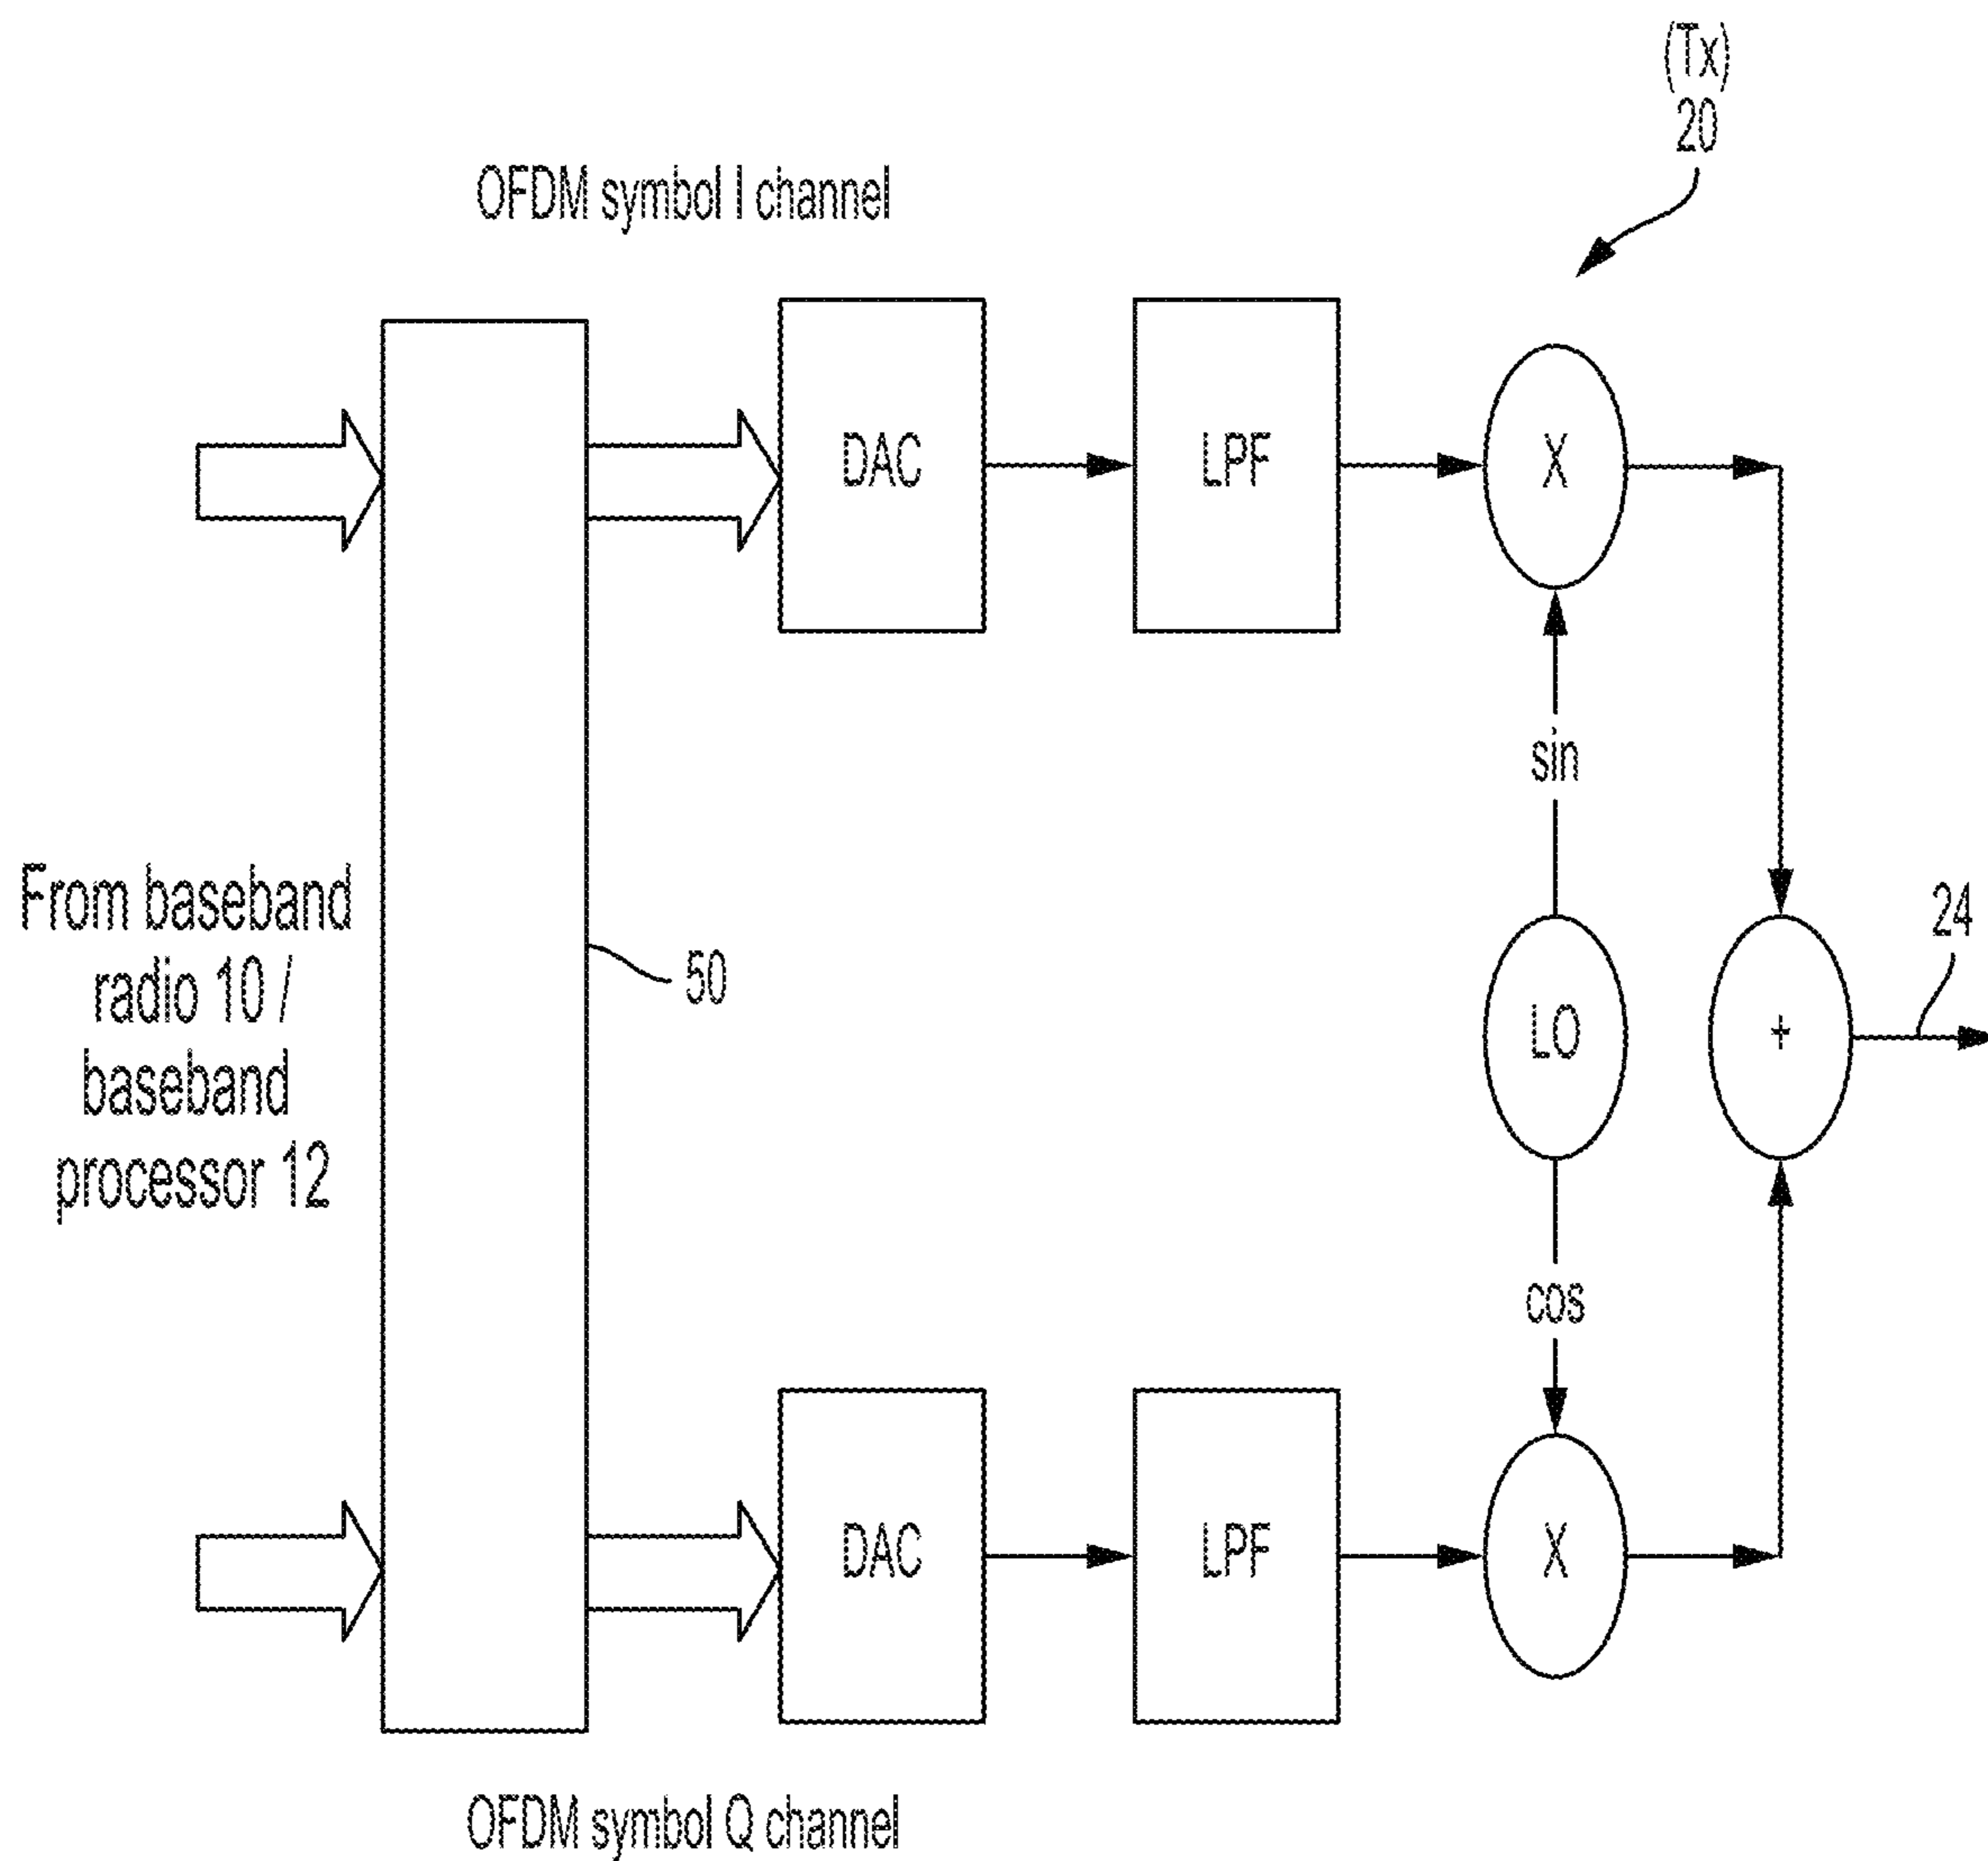 (Tx)
20
OFDM symbol I channel
DAC
LPF
X
sin
From baseband
radio 10 /
baseband
processor 12
50
LO
+
24
cos
DAC
LPF
X
OFDM symbol Q channel